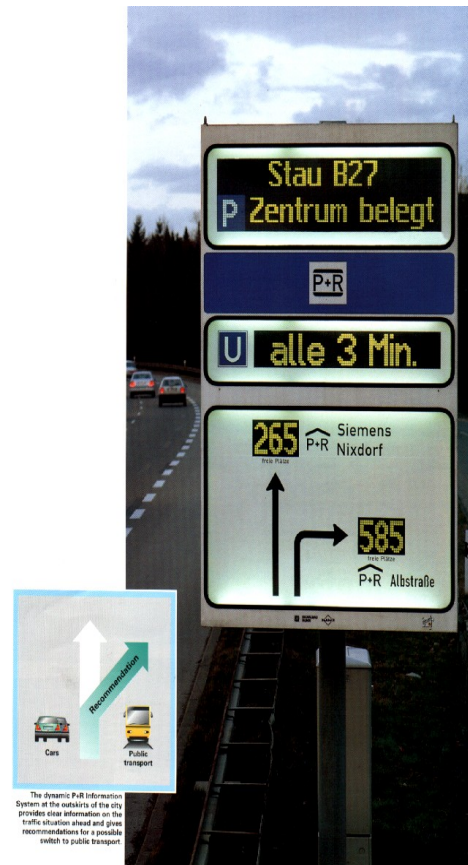 Stau B27
P Zentrum belegt
P+R
U alle 3 Min.
265 P+R Siemens
freie Plätze Nixdorf
585
freie Plätze
P+R Albstraße
Recommendation
Cars
Public
transport
The dynamic P+R Information
System at the outskirts of the city
provides clear information on the
traffic situation ahead and gives
recommendations for a possible
switch to public transport.